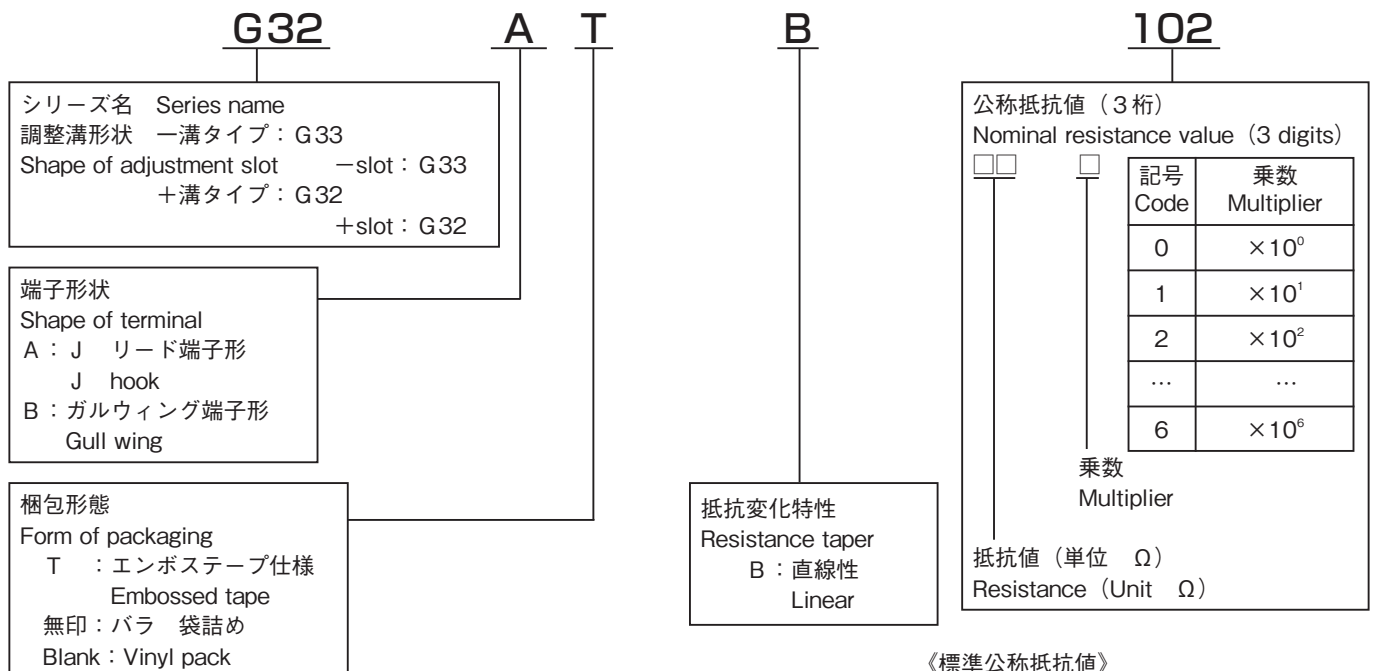 G32 A T B 102
シリーズ名 Series name
調整溝形状 −溝タイプ：G33
Shape of adjustment slot −slot：G33
＋溝タイプ：G32
＋slot：G32
端子形状
Shape of terminal
A：J リード端子形
J hook
B：ガルウィング端子形
Gull wing
梱包形態
Form of packaging
T ：エンボステープ仕様
Embossed tape
無印：バラ 袋詰め
Blank：Vinyl pack
抵抗変化特性
Resistance taper
B：直線性
Linear
公称抵抗値（3桁）
Nominal resistance value（3 digits）
□□ □
記号 乗数
Code Multiplier
0 ×10⁰
1 ×10¹
2 ×10²
… …
6 ×10⁶
乗数
Multiplier
抵抗値（単位 Ω）
Resistance（Unit Ω）
《標準公称抵抗値》